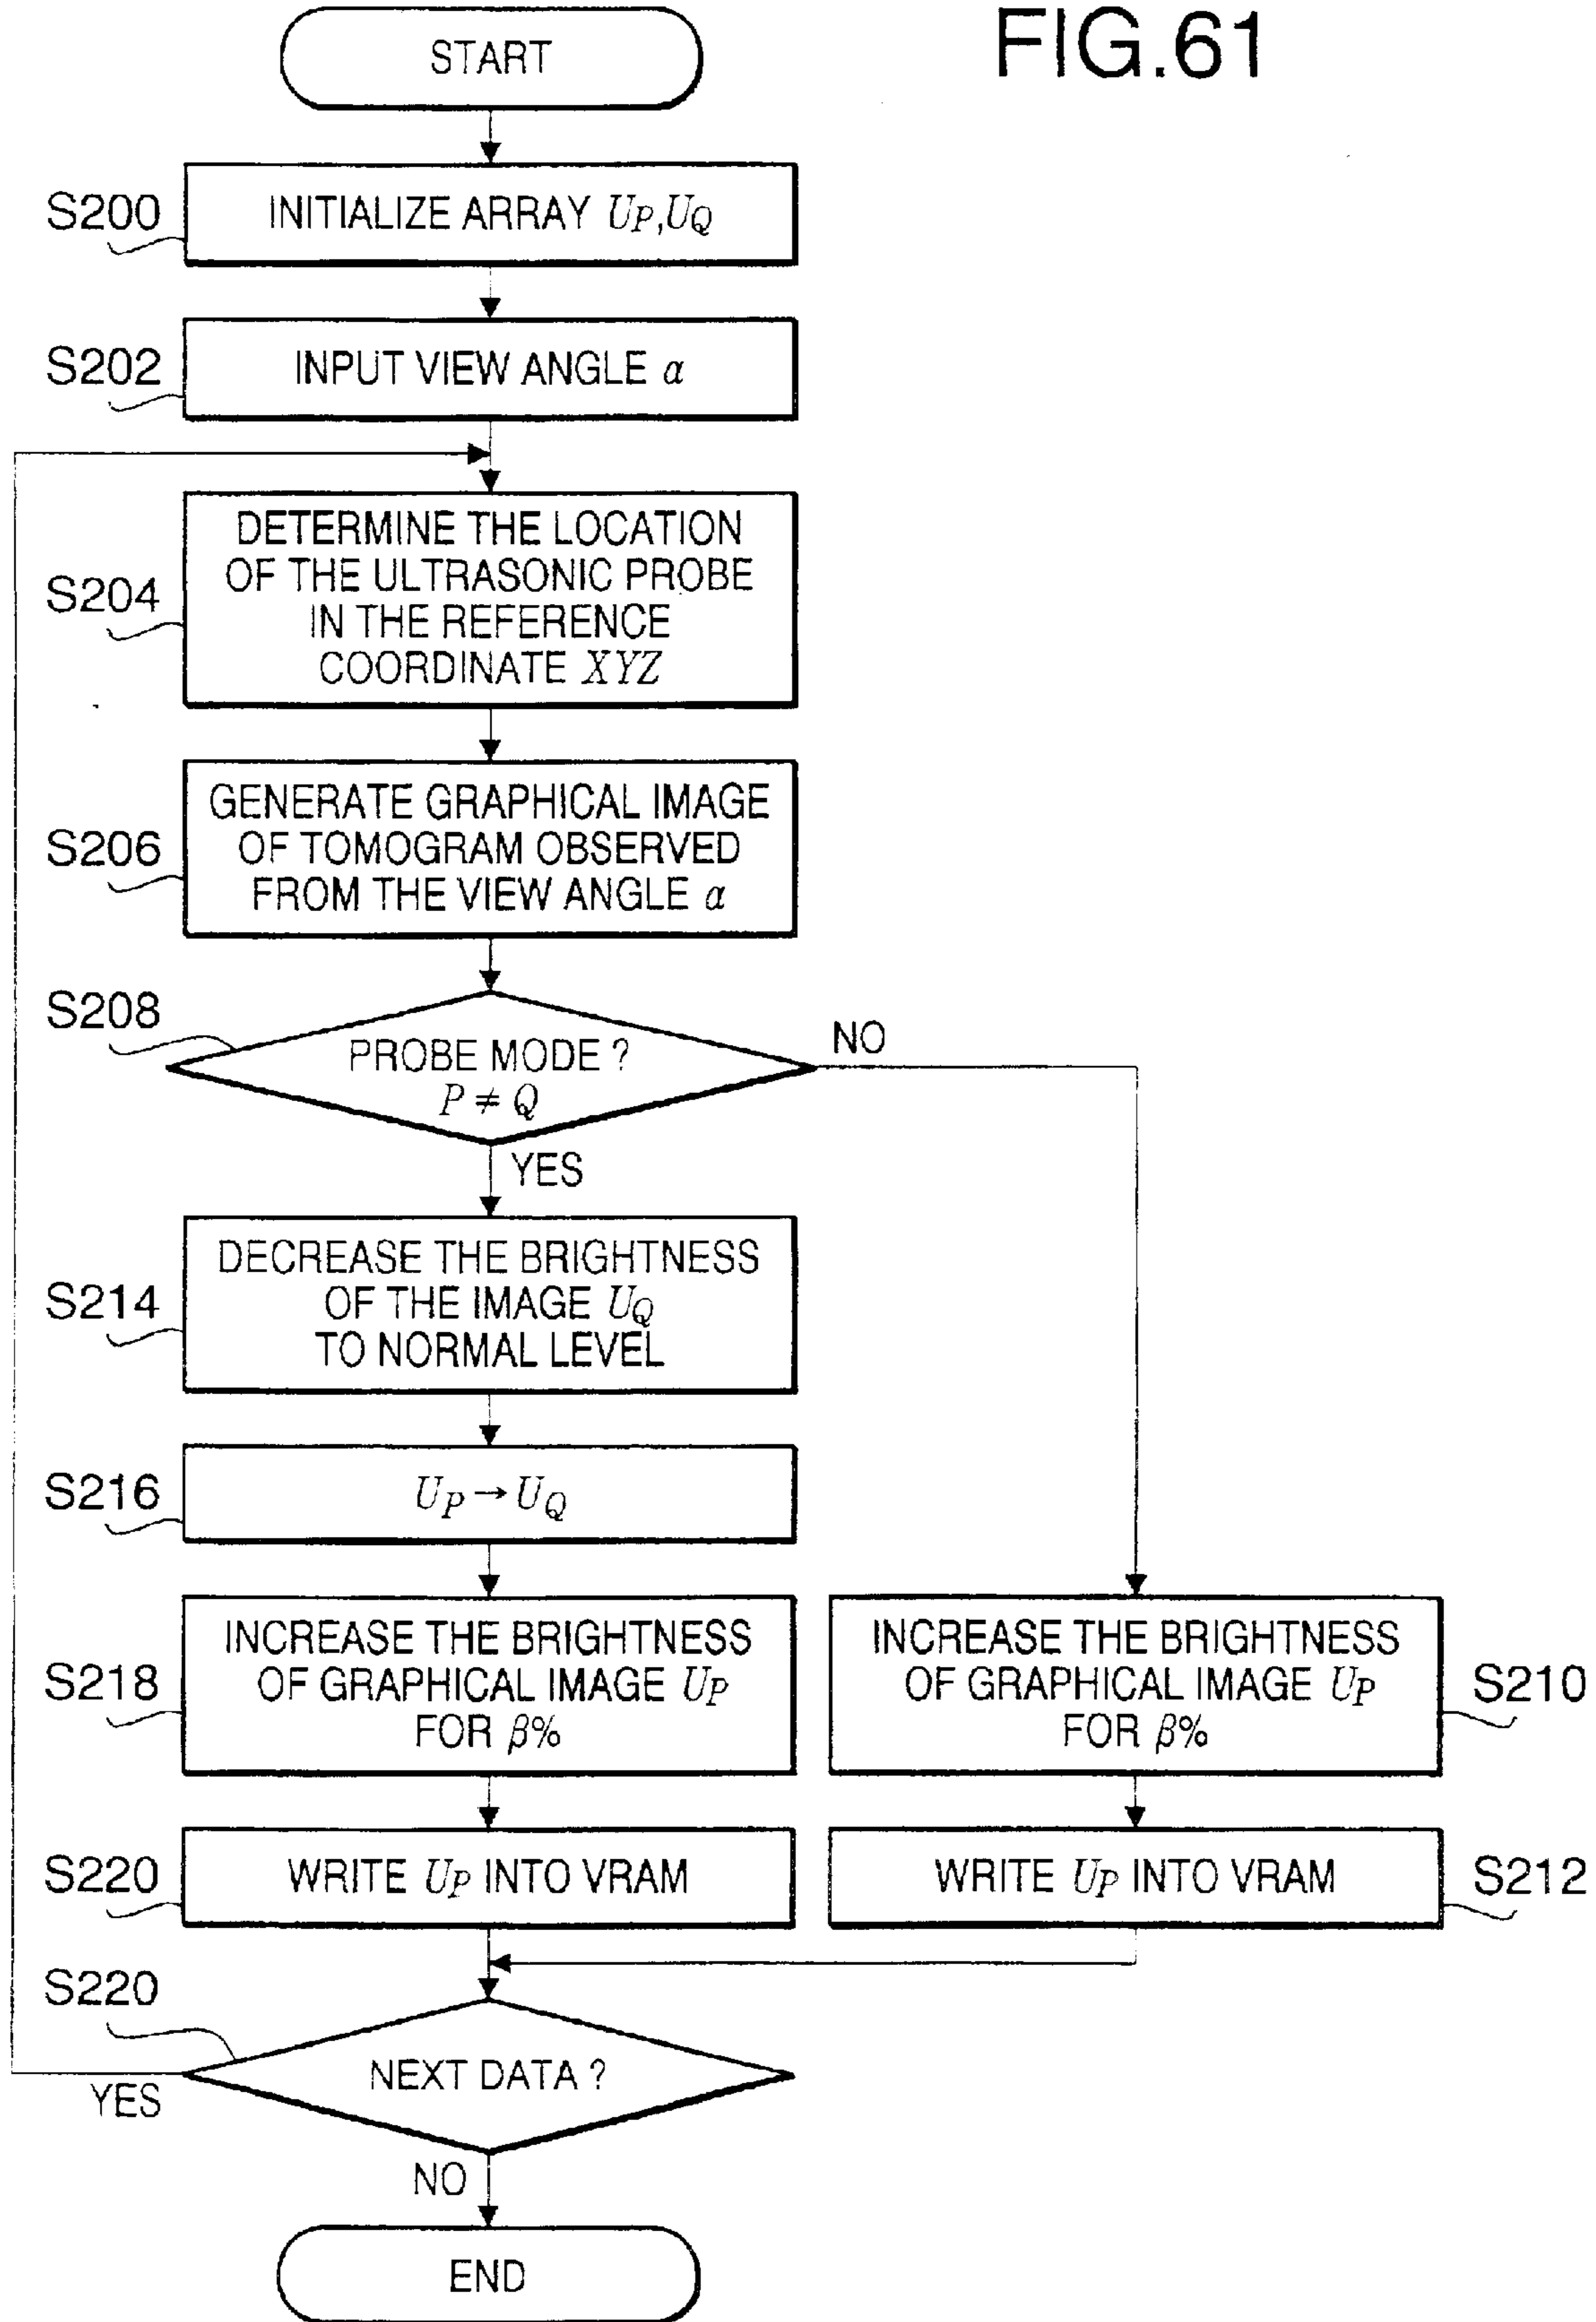 FIG.61
START
S200
INITIALIZE ARRAY UP,UQ
S202
INPUT VIEW ANGLE α
S204
DETERMINE THE LOCATION
OF THE ULTRASONIC PROBE
IN THE REFERENCE
COORDINATE XYZ
S206
GENERATE GRAPHICAL IMAGE
OF TOMOGRAM OBSERVED
FROM THE VIEW ANGLE α
S208
PROBE MODE ?
P ≠ Q
NO
YES
S214
DECREASE THE BRIGHTNESS
OF THE IMAGE UQ
TO NORMAL LEVEL
S216
UP → UQ
S218
INCREASE THE BRIGHTNESS
OF GRAPHICAL IMAGE UP
FOR β%
INCREASE THE BRIGHTNESS
OF GRAPHICAL IMAGE UP
FOR β%
S210
S220
WRITE UP INTO VRAM
WRITE UP INTO VRAM
S212
S220
NEXT DATA ?
YES
NO
END